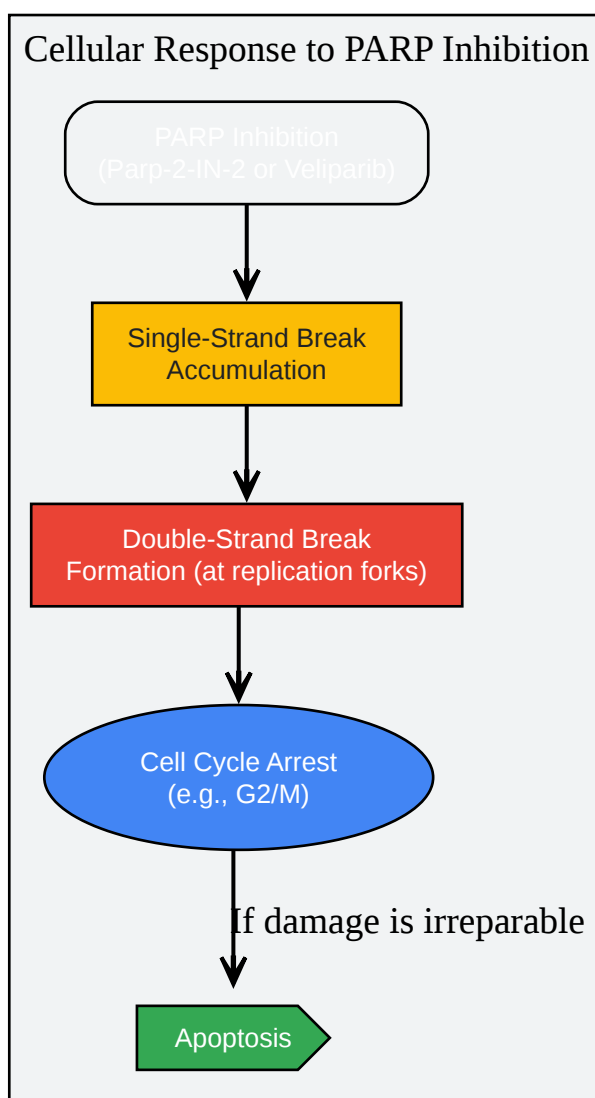 Cellular Response to PARP Inhibition
PARP Inhibition
(Parp-2-IN-2 or Veliparib)
Single-Strand Break
Accumulation
Double-Strand Break
Formation (at replication forks)
Cell Cycle Arrest
(e.g., G2/M)
If damage is irreparable
Apoptosis